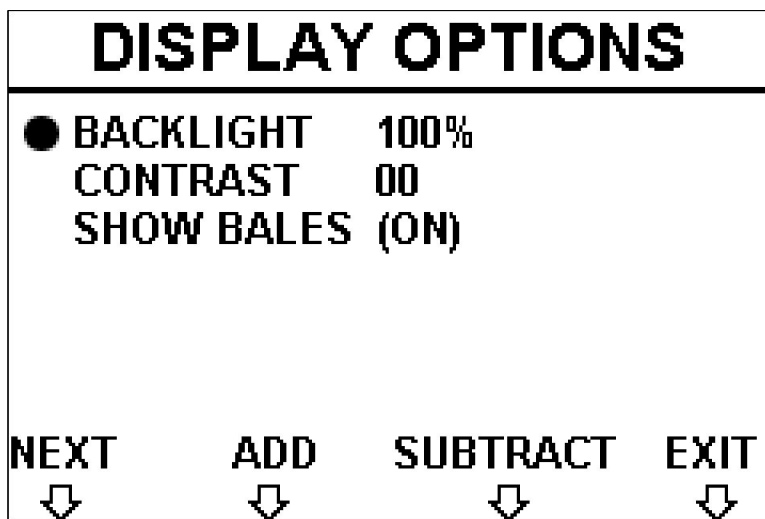 DISPLAY OPTIONS
BACKLIGHT 100%
CONTRAST 00
SHOW BALES (ON)
NEXT ADD SUBTRACT EXIT